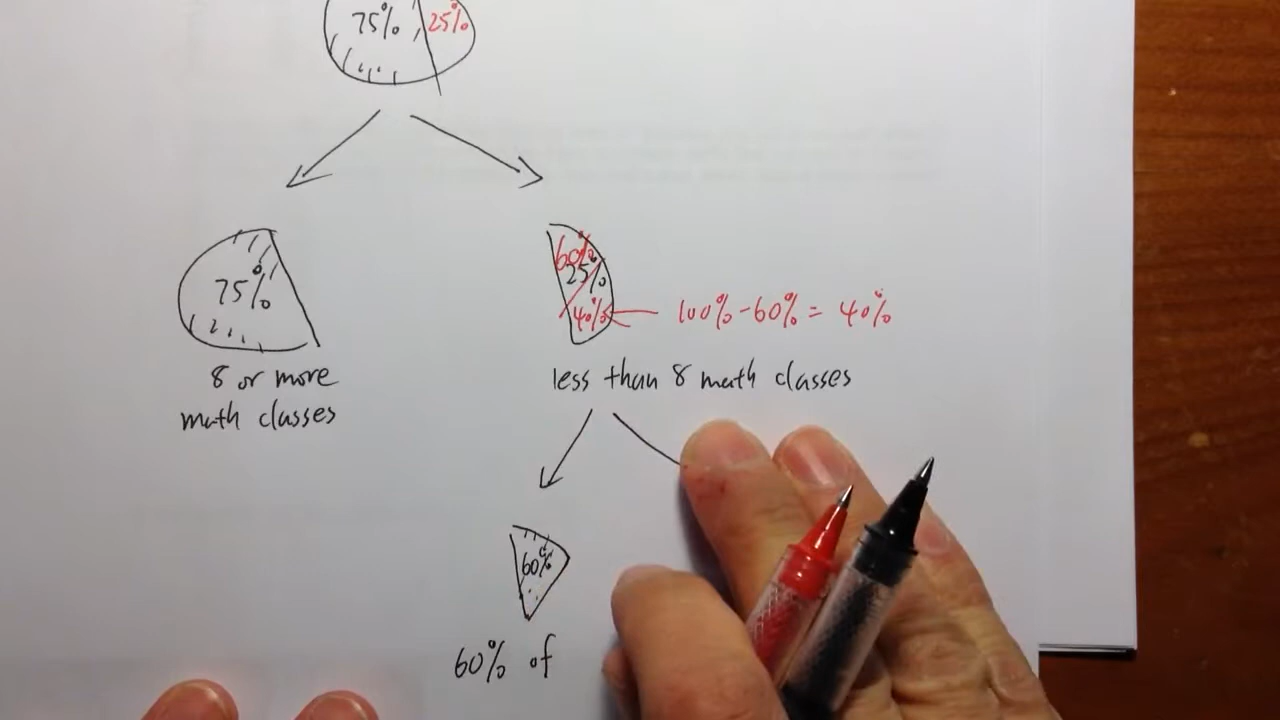 75% 25%
75%
8 or more
math classes
60%
25%
40%
100% - 60% = 40%
less than 8 math classes
60%
60% of